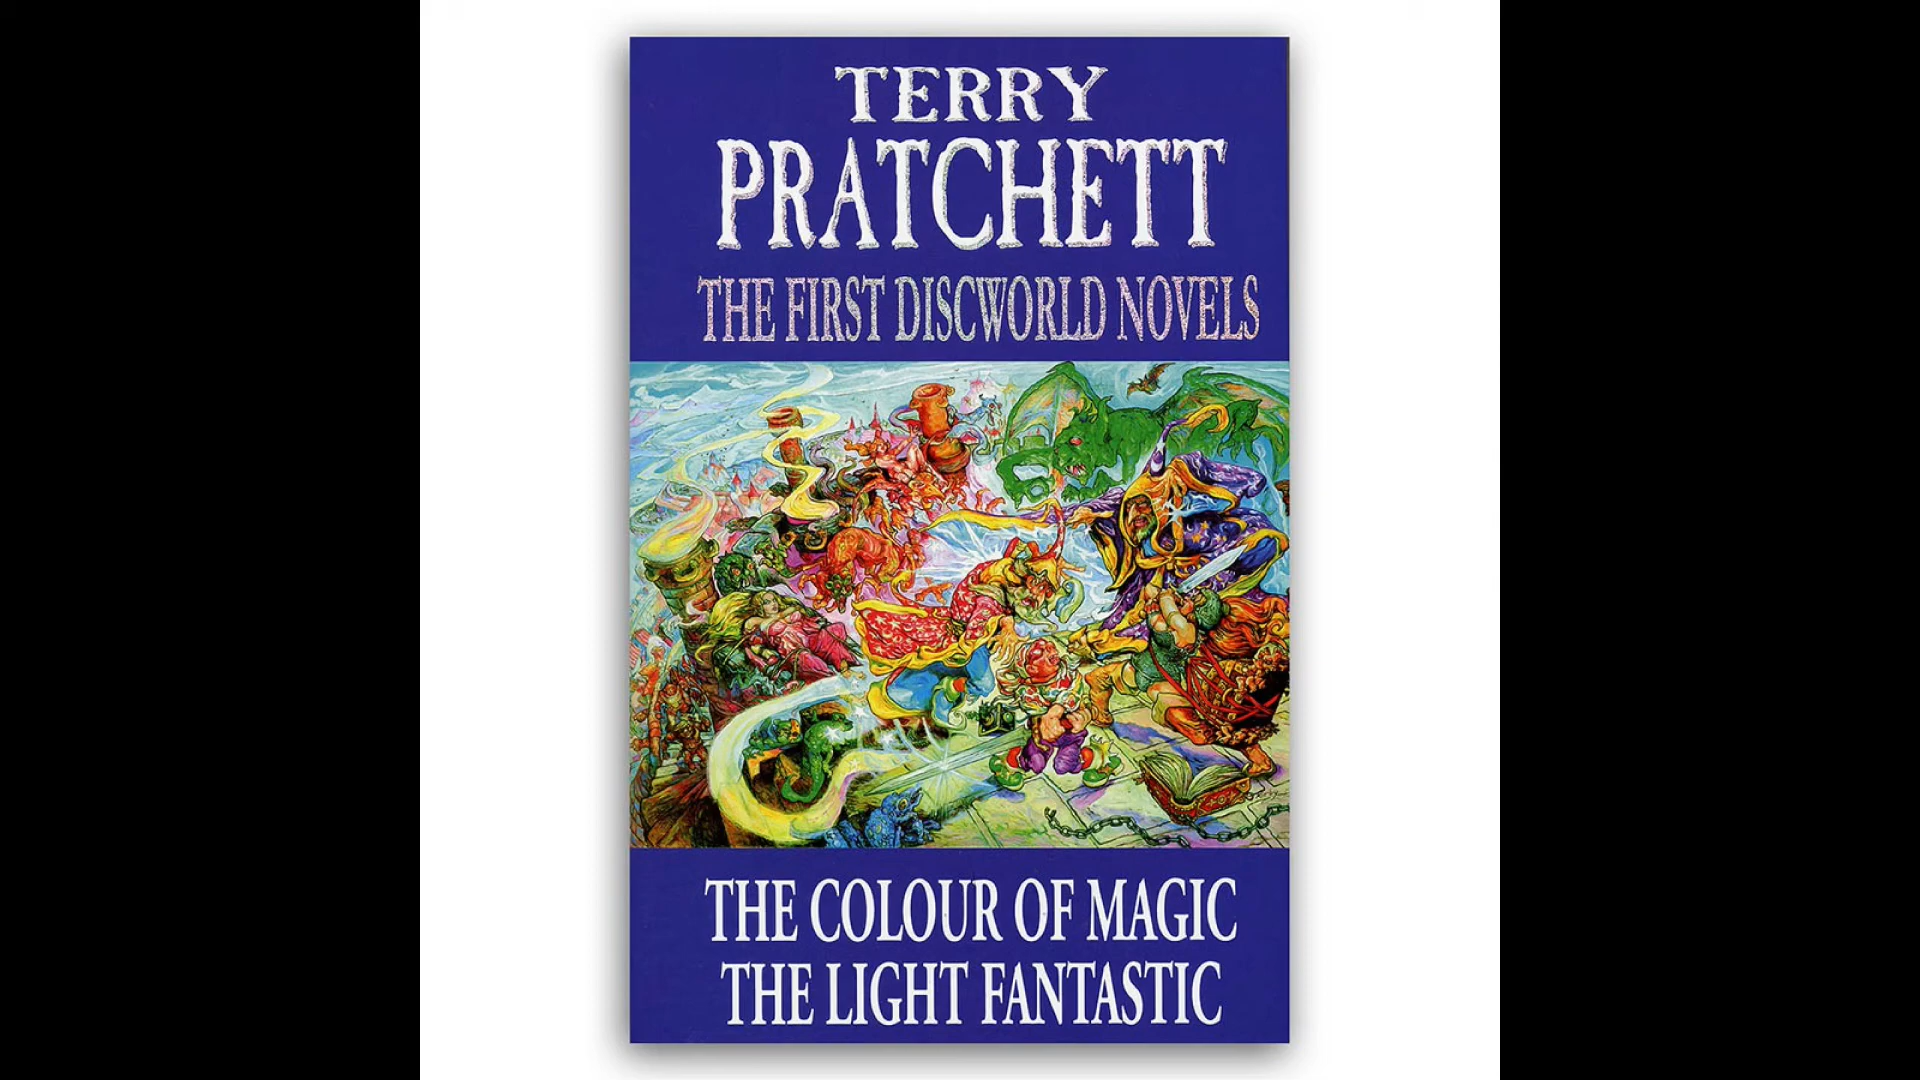 TERRY
PRATCHETT
THE FIRST DISCWORLD NOVELS
THE COLOUR OF MAGIC
THE LIGHT FANTASTIC